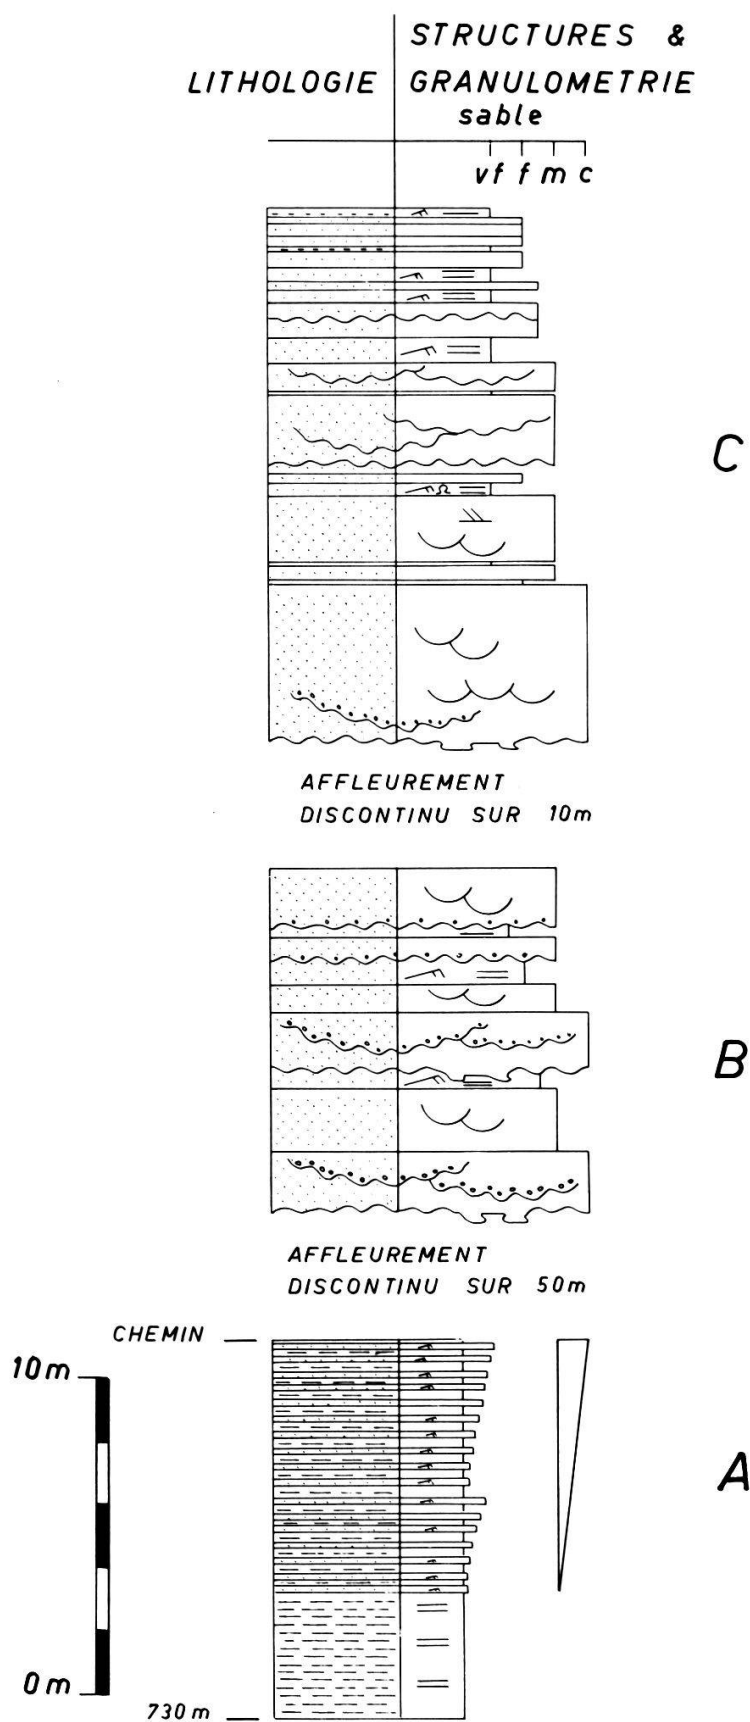 STRUCTURES &
LITHOLOGIE GRANULOMETRIE
sable
vf f m c
C
AFFLEUREMENT
DISCONTINU SUR 10m
B
AFFLEUREMENT
DISCONTINU SUR 50m
CHEMIN
10m
A
0m
730m